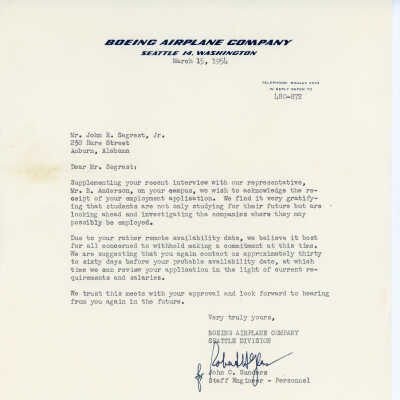 BOEING AIRPLANE COMPANY
SEATTLE 14, WASHINGTON
March 15, 1954
IN REPLY REFER TO
480-872
Mr. John E. Segrest, Jr.
230 Hare Street
Auburn, Alabama
Dear Mr. Segrest:
Supplementing your recent interview with our representative,
Mr. B. Anderson, on your campus, we wish to acknowledge the re-
ceipt of your employment application. We find it very gratify-
ing that students are not only studying for their future but are
looking ahead and investigating the companies where they may
possibly be employed.
Due to your rather remote availability date, we believe it best
for all concerned to withhold making a commitment at this time.
We are suggesting that you again contact us approximately thirty
to sixty days before your probable availability date, at which
time we can review your application in the light of current re-
quirements and salaries.
We trust this meets with your approval and look forward to hearing
from you again in the future.
Very truly yours,
BOEING AIRPLANE COMPANY
SEATTLE DIVISION
for John C. Sanders
Staff Engineer - Personnel